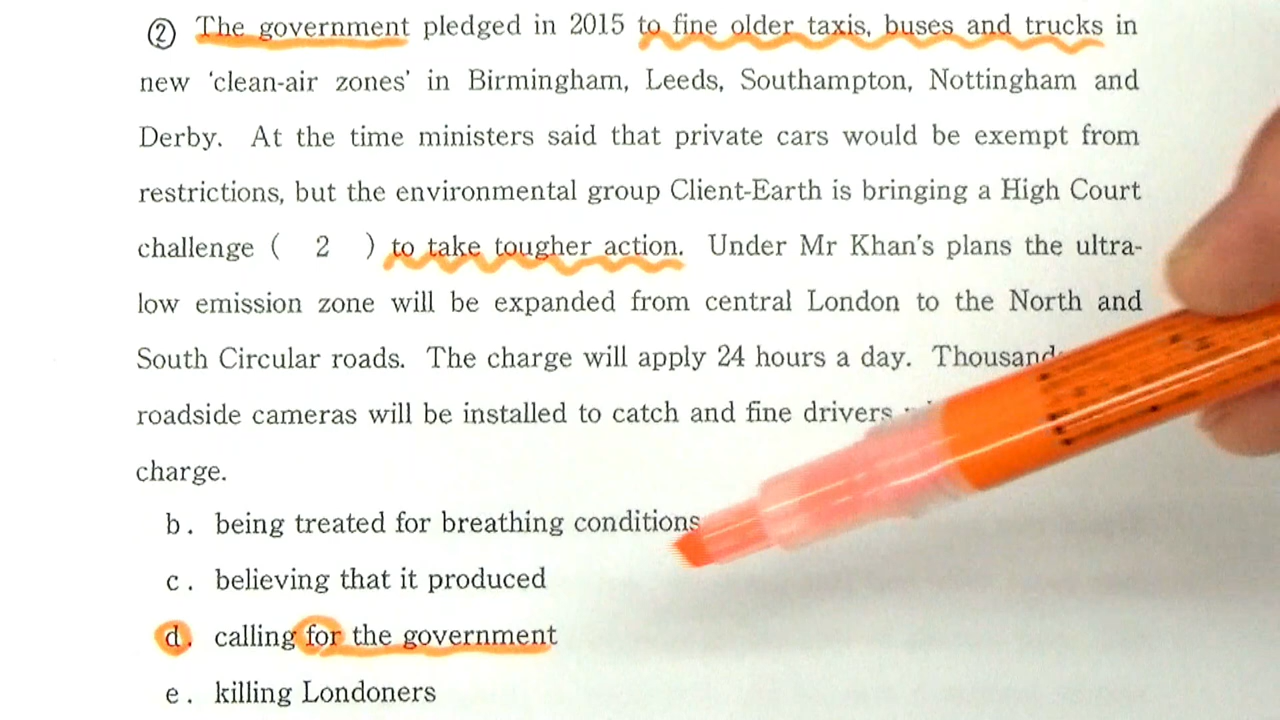 ② The government pledged in 2015 to fine older taxis, buses and trucks in
new ‘clean-air zones’ in Birmingham, Leeds, Southampton, Nottingham and
Derby. At the time ministers said that private cars would be exempt from
restrictions, but the environmental group Client-Earth is bringing a High Court
challenge ( 2 ) to take tougher action. Under Mr Khan’s plans the ultra-
low emission zone will be expanded from central London to the North and
South Circular roads. The charge will apply 24 hours a day.
roadside cameras will be installed to catch and fine drivers
charge.
b. being treated for breathing conditions
c. believing that it produced
d. calling for the government
e. killing Londoners